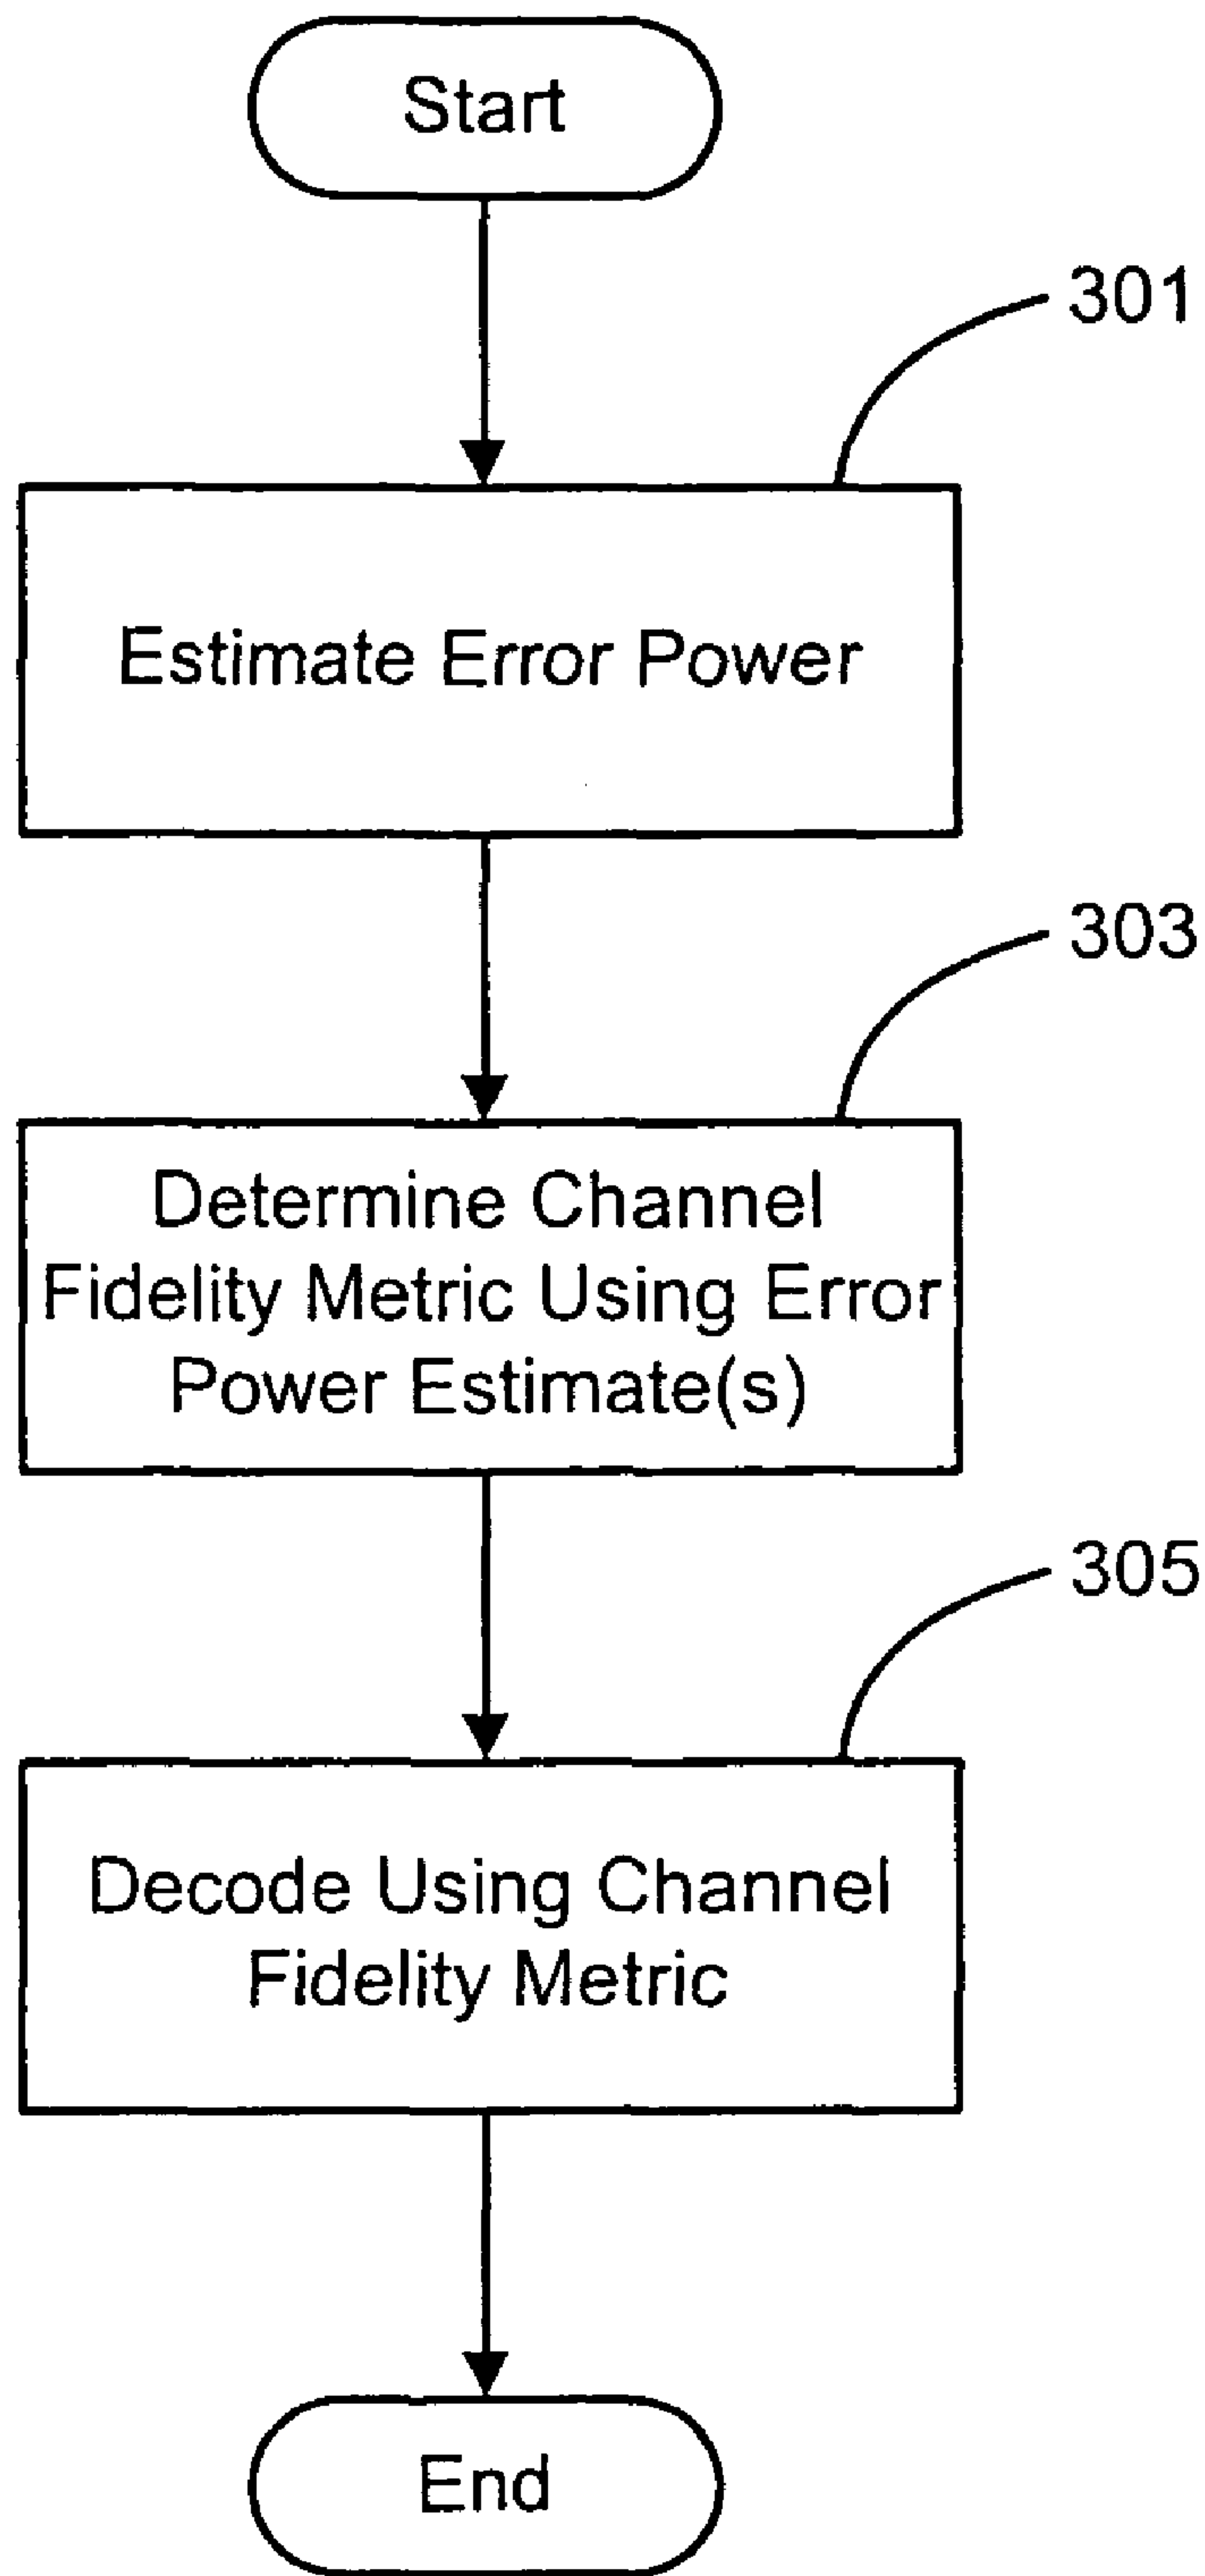 Start
301
Estimate Error Power
303
Determine Channel
Fidelity Metric Using Error
Power Estimate(s)
305
Decode Using Channel
Fidelity Metric
End